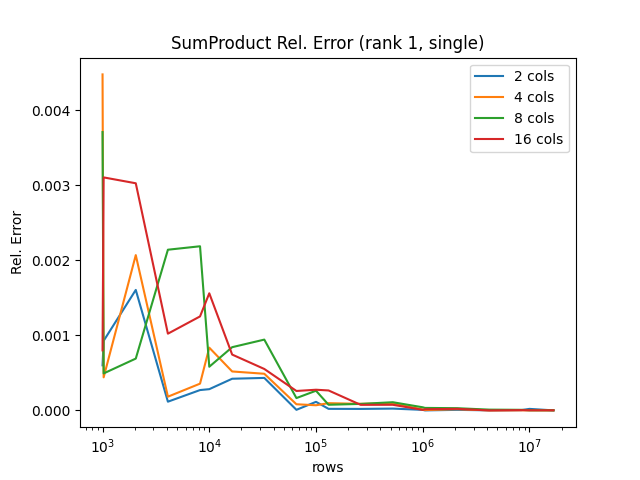 SumProduct Rel. Error (rank 1, single)
2 cols
4 cols
8 cols
16 cols
Rel. Error
0.004
0.003
0.002
0.001
0.000
10³ 10⁴ 10⁵ 10⁶ 10⁷
rows